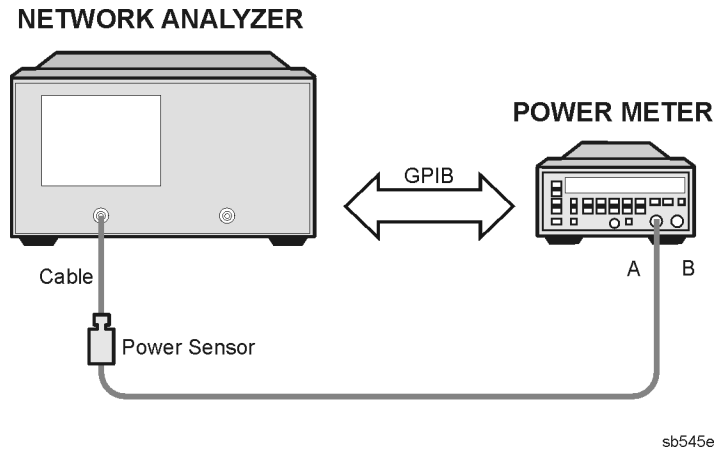 NETWORK ANALYZER
POWER METER
GPIB
A B
Cable
Power Sensor
sb545e